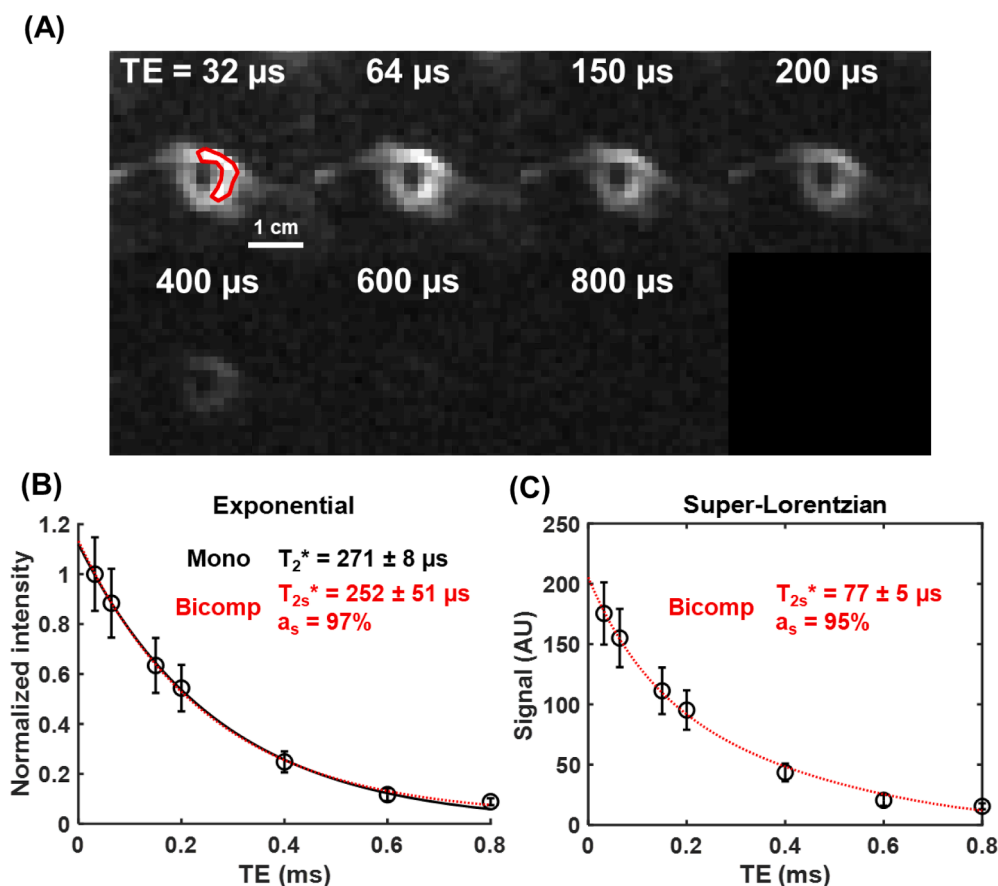 (A)
TE = 32 µs 64 µs 150 µs 200 µs
1 cm
400 µs 600 µs 800 µs
(B)
Exponential
Mono T2* = 271 ± 8 µs
Bicomp T2s* = 252 ± 51 µs
as = 97%
Normalized intensity
1.2
1
0.8
0.6
0.4
0.2
0
0 0.2 0.4 0.6 0.8
TE (ms)
(C)
Super-Lorentzian
Bicomp T2s* = 77 ± 5 µs
as = 95%
Signal (AU)
250
200
150
100
50
0
0 0.2 0.4 0.6 0.8
TE (ms)